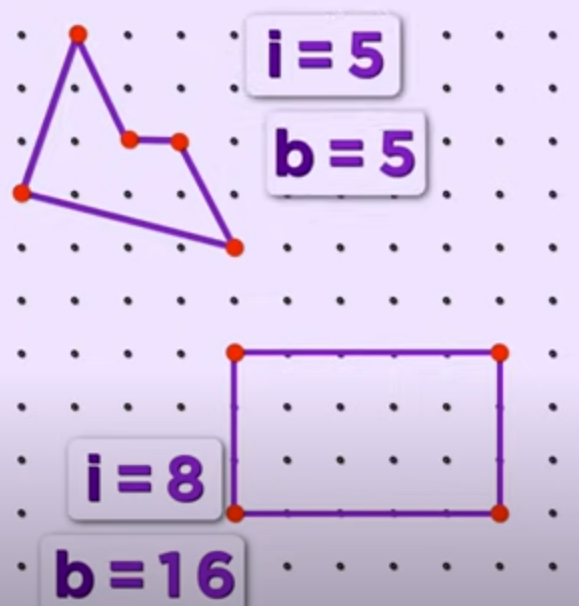 i = 5
b = 5
i = 8
b = 16